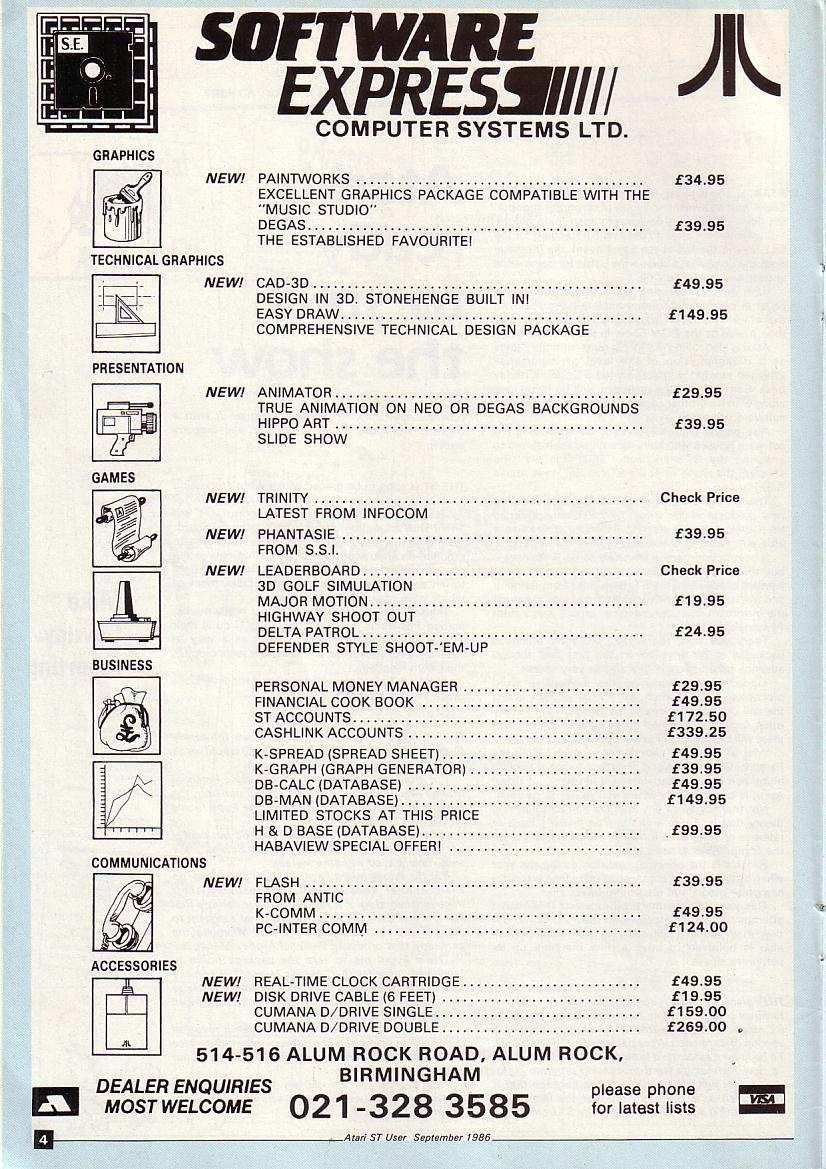 S.E.
SOFTWARE
EXPRESS
COMPUTER SYSTEMS LTD.
GRAPHICS
NEW! PAINTWORKS ........................................ £34.95
EXCELLENT GRAPHICS PACKAGE COMPATIBLE WITH THE
"MUSIC STUDIO"
DEGAS ........................................ £39.95
THE ESTABLISHED FAVOURITE!
TECHNICAL GRAPHICS
NEW! CAD-3D ........................................ £49.95
DESIGN IN 3D. STONEHENGE BUILT IN!
EASY DRAW ........................................ £149.95
COMPREHENSIVE TECHNICAL DESIGN PACKAGE
PRESENTATION
NEW! ANIMATOR ........................................ £29.95
TRUE ANIMATION ON NEO OR DEGAS BACKGROUNDS
HIPPO ART ........................................ £39.95
SLIDE SHOW
GAMES
NEW! TRINITY ........................................ Check Price
LATEST FROM INFOCOM
NEW! PHANTASIE ........................................ £39.95
FROM S.S.I.
NEW! LEADERBOARD ........................................ Check Price
3D GOLF SIMULATION
MAJOR MOTION ........................................ £19.95
HIGHWAY SHOOT OUT
DELTA PATROL ........................................ £24.95
DEFENDER STYLE SHOOT-'EM-UP
BUSINESS
PERSONAL MONEY MANAGER .......................... £29.95
FINANCIAL COOK BOOK .......................... £49.95
ST ACCOUNTS .......................... £172.50
CASHLINK ACCOUNTS .......................... £339.25
K-SPREAD (SPREAD SHEET) .......................... £49.95
K-GRAPH (GRAPH GENERATOR) .......................... £39.95
DB-CALC (DATABASE) .......................... £49.95
DB-MAN (DATABASE) .......................... £149.95
LIMITED STOCKS AT THIS PRICE
H & D BASE (DATABASE) .......................... £99.95
HABAVIEW SPECIAL OFFER! ..........................
COMMUNICATIONS
NEW! FLASH ........................................ £39.95
FROM ANTIC
K-COMM ........................................ £49.95
PC-INTER COMM ........................................ £124.00
ACCESSORIES
NEW! REAL-TIME CLOCK CARTRIDGE .......................... £49.95
NEW! DISK DRIVE CABLE (6 FEET) .......................... £19.95
CUMANA D/DRIVE SINGLE .......................... £159.00
CUMANA D/DRIVE DOUBLE .......................... £269.00
514-516 ALUM ROCK ROAD, ALUM ROCK,
BIRMINGHAM
DEALER ENQUIRIES
MOST WELCOME
021-328 3585
please phone
for latest lists
VISA
4
Atari ST User September 1986